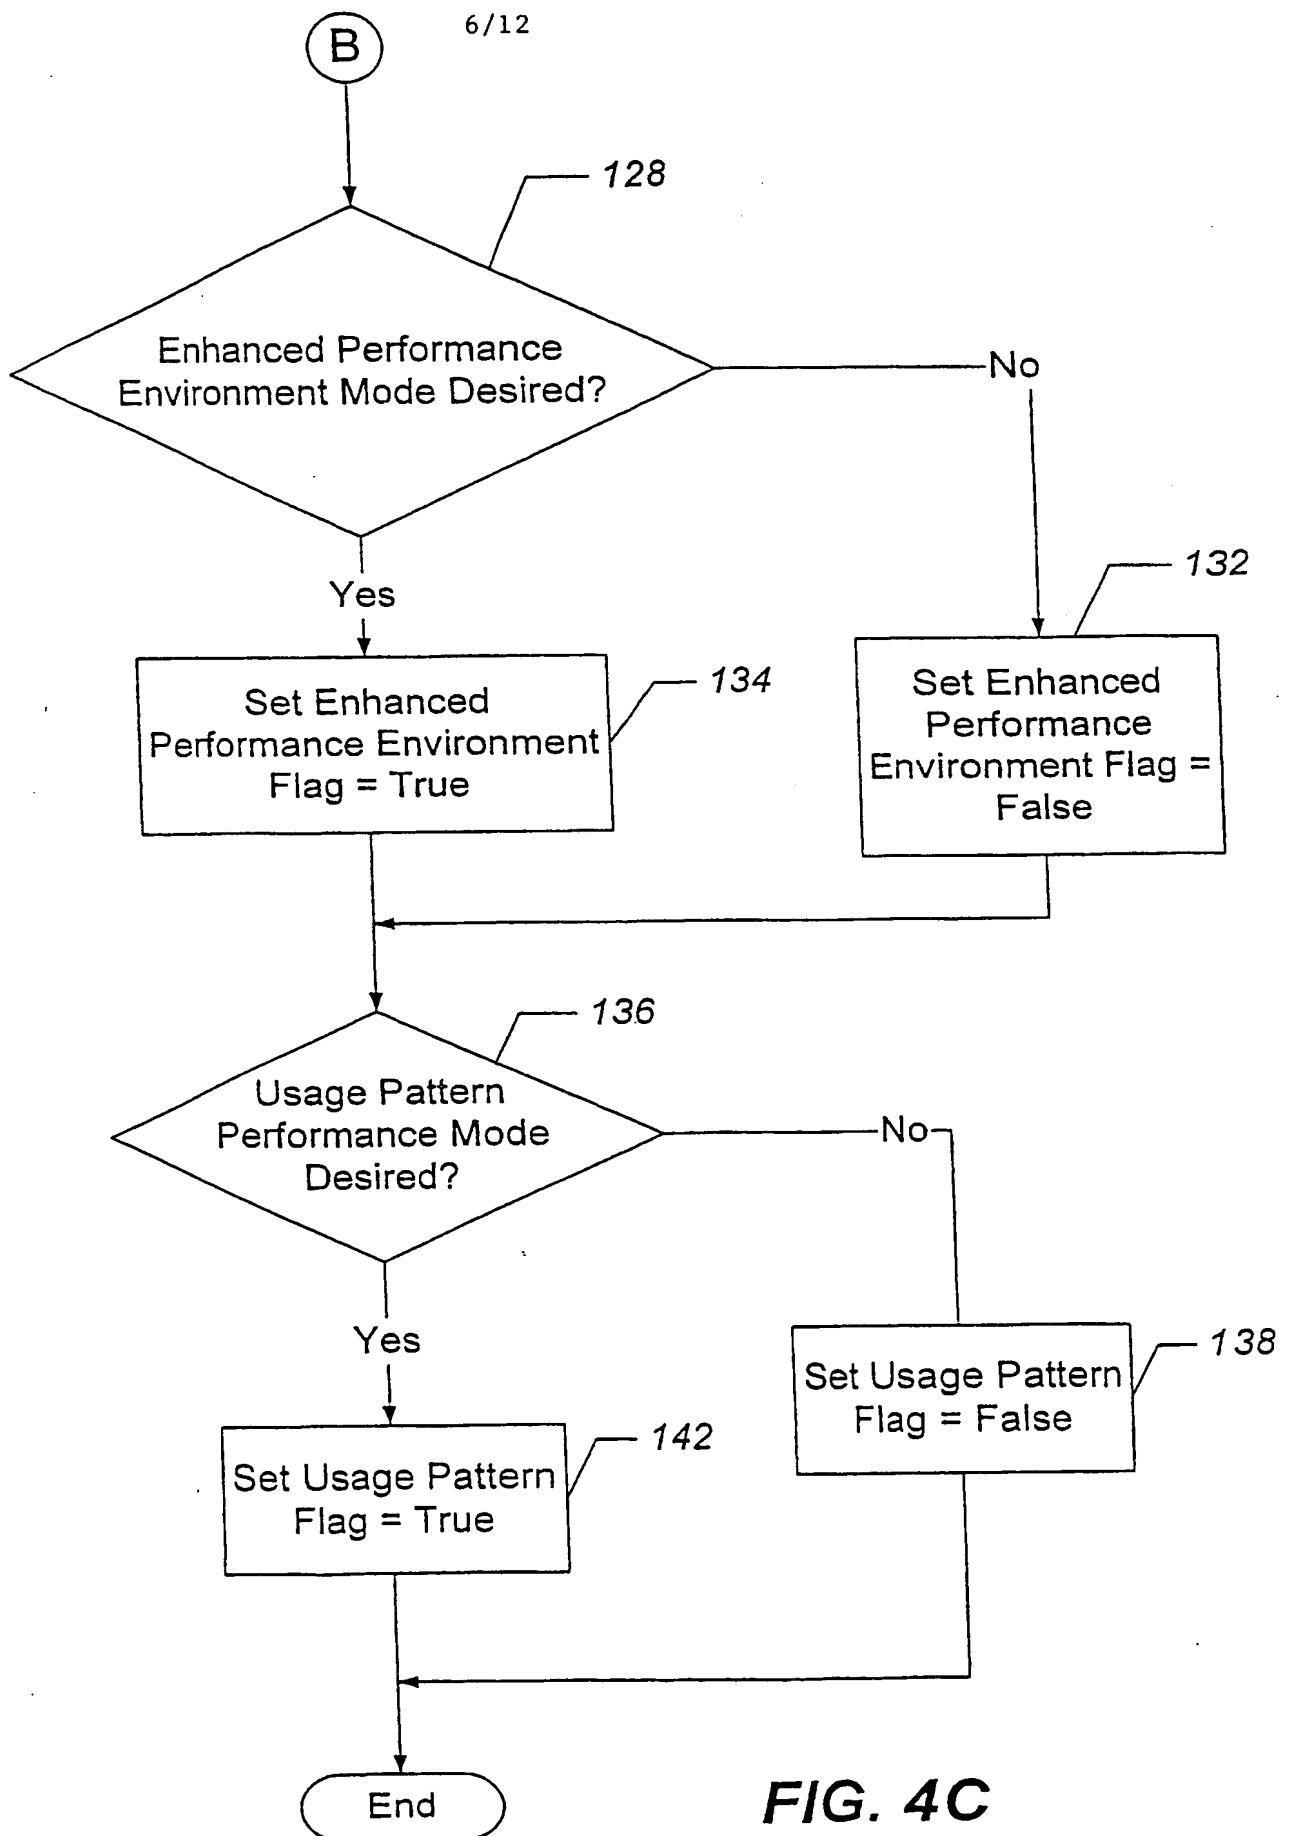 6/12
B
128
Enhanced Performance
Environment Mode Desired?
No
Yes
132
134
Set Enhanced
Performance Environment
Flag = True
Set Enhanced
Performance
Environment Flag =
False
136
Usage Pattern
Performance Mode
Desired?
No
Yes
138
Set Usage Pattern
Flag = False
142
Set Usage Pattern
Flag = True
End
FIG. 4C